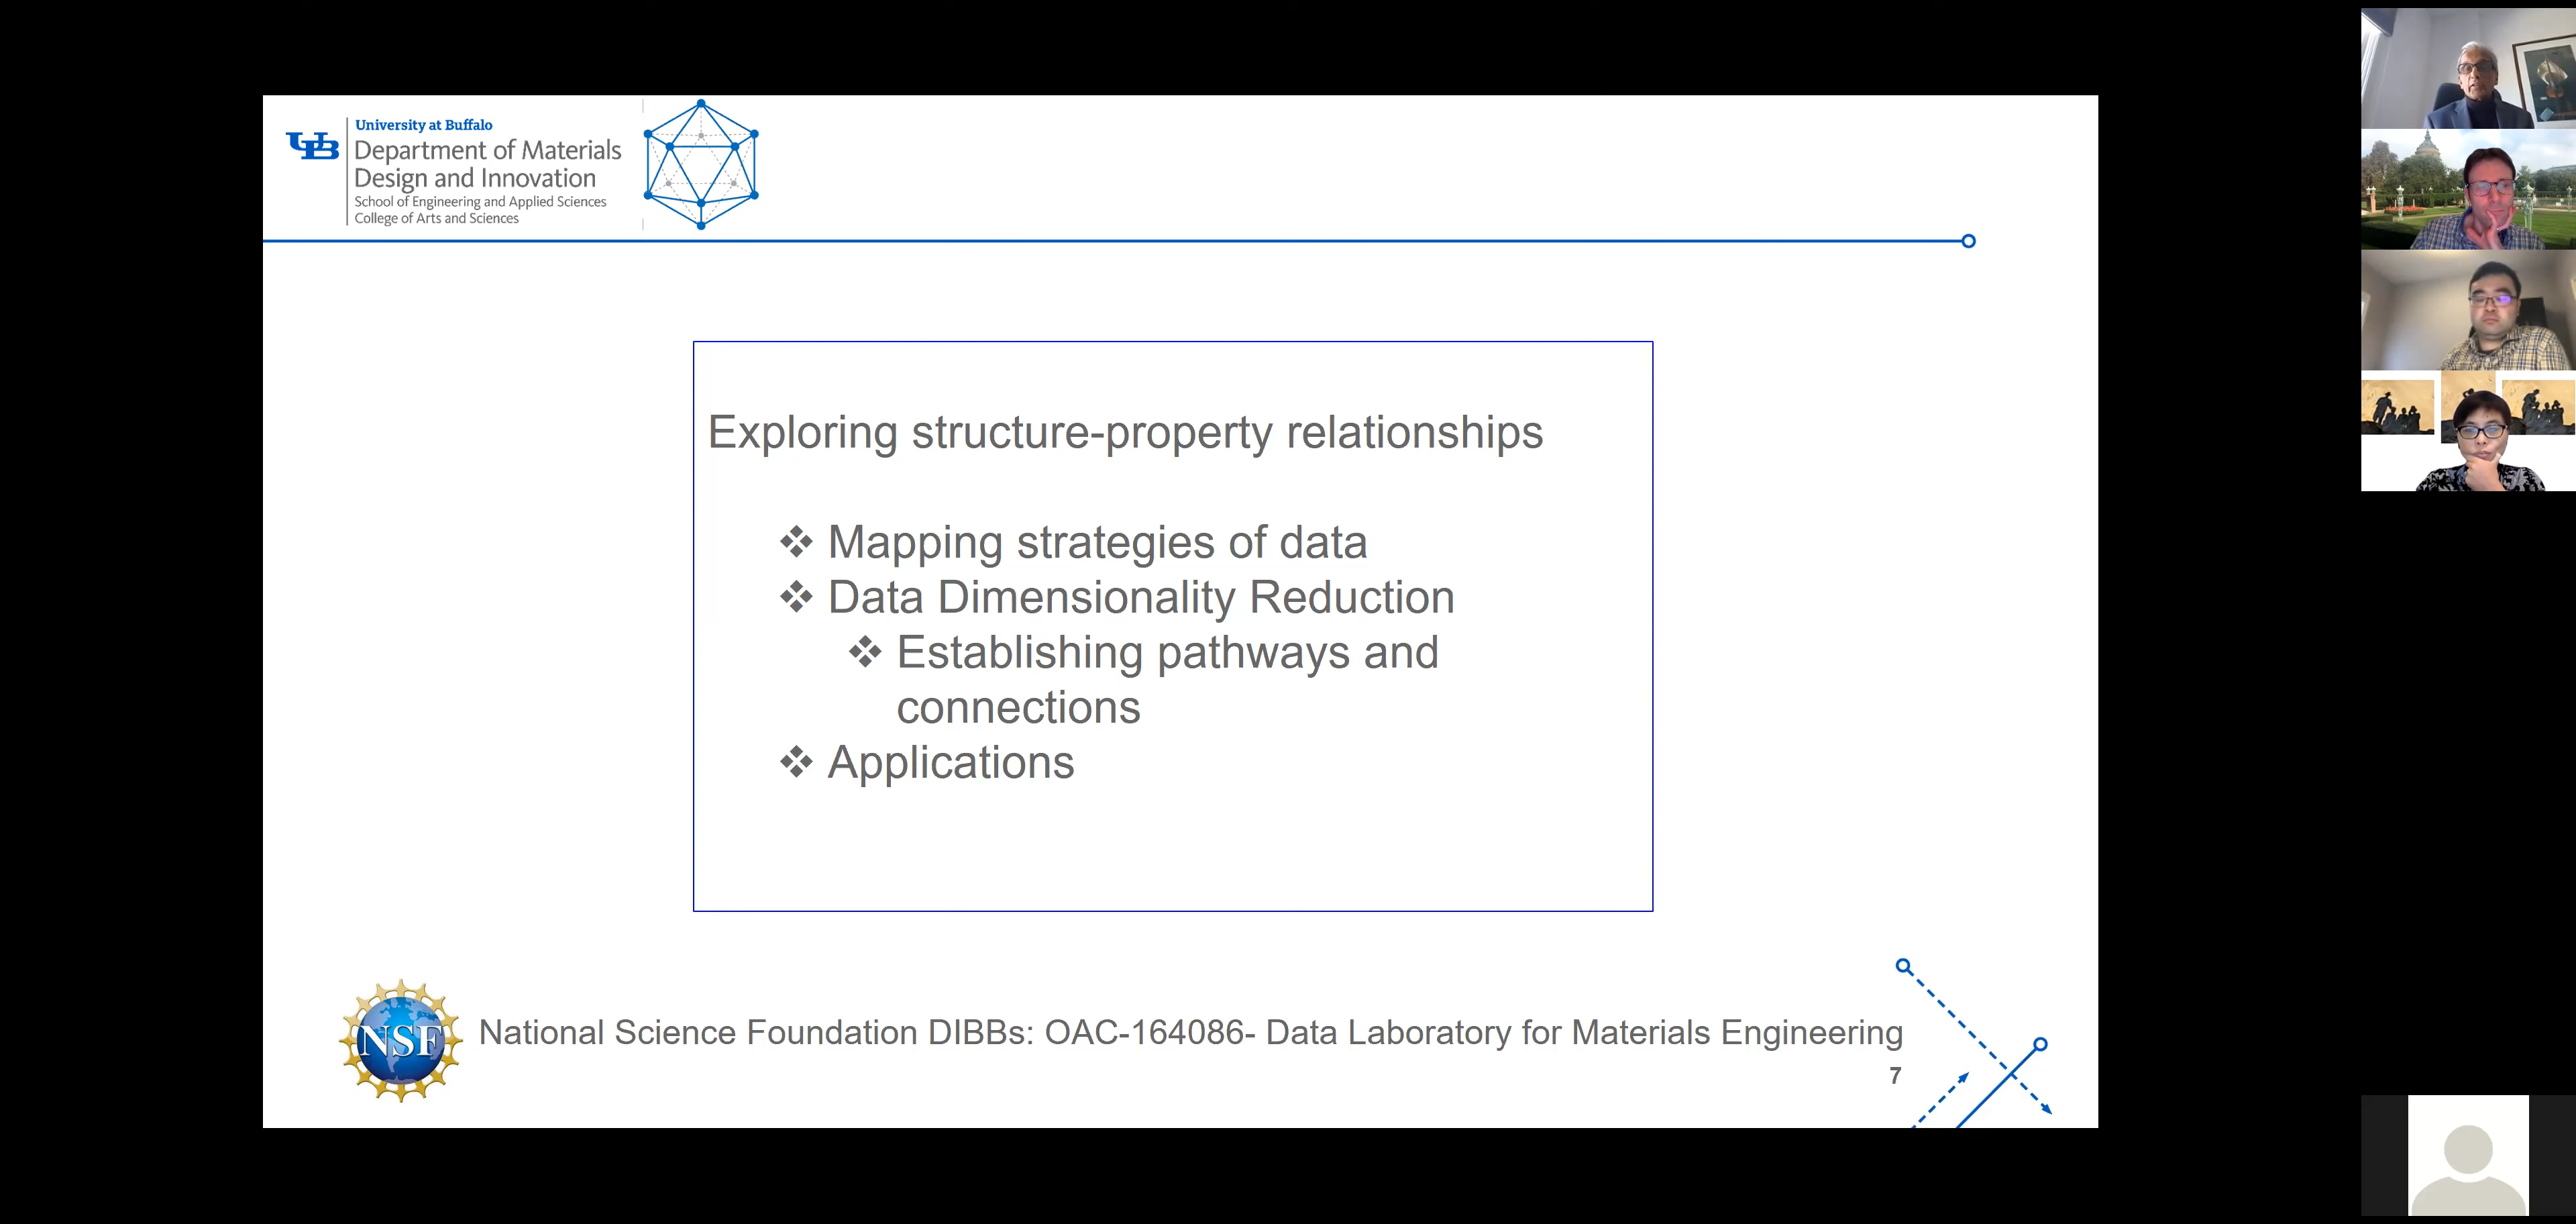 University at Buffalo
UB
Department of Materials
Design and Innovation
School of Engineering and Applied Sciences
College of Arts and Sciences
Exploring structure-property relationships
❖ Mapping strategies of data
❖ Data Dimensionality Reduction
❖ Establishing pathways and
connections
❖ Applications
NSF
National Science Foundation DIBBs: OAC-164086- Data Laboratory for Materials Engineering
7